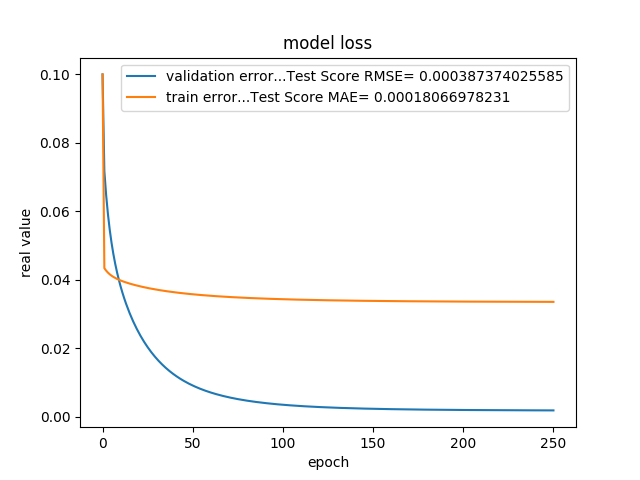 model loss
validation error...Test Score RMSE= 0.000387374025585
train error...Test Score MAE= 0.00018066978231
real value
0.10
0.08
0.06
0.04
0.02
0.00
0 50 100 150 200 250
epoch